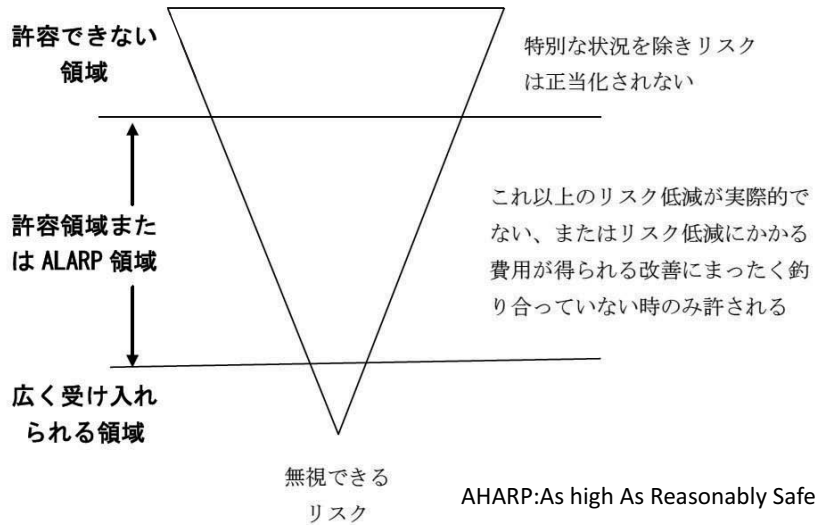 許容できない
領域
特別な状況を除きリスク
は正当化されない
許容領域また
は ALARP 領域
これ以上のリスク低減が実際的で
ない、またはリスク低減にかかる
費用が得られる改善にまったく釣
り合っていない時のみ許される
広く受け入れ
られる領域
無視できる
リスク
AHARP:As high As Reasonably Safe